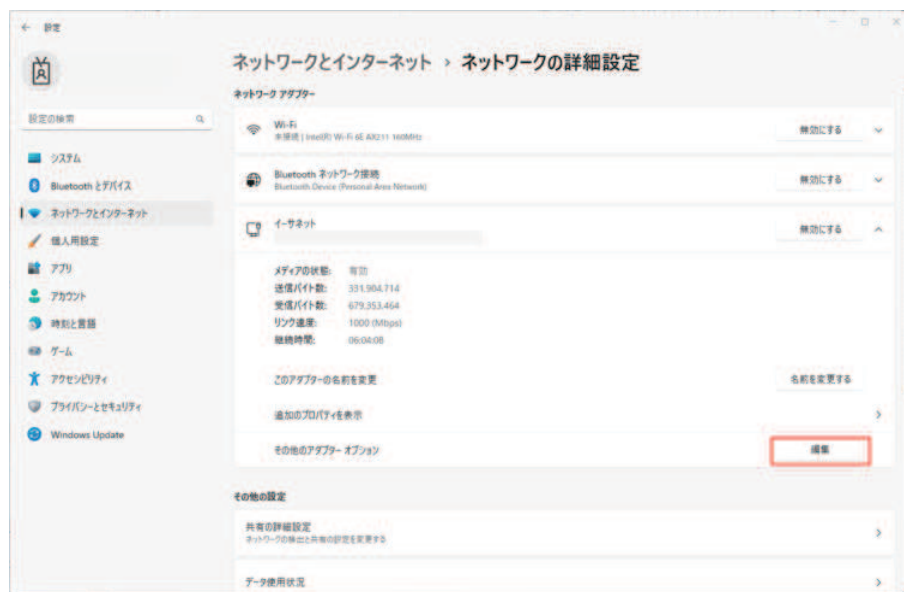 設定
ネットワークとインターネット › ネットワークの詳細設定
設定の検索
システム
Bluetooth とデバイス
ネットワークとインターネット
個人用設定
アプリ
アカウント
時刻と言語
ゲーム
アクセシビリティ
プライバシーとセキュリティ
Windows Update
ネットワーク アダプター
Wi-Fi
未接続 | Intel(R) Wi-Fi 6E AX211 160MHz
無効にする
Bluetooth ネットワーク接続
Bluetooth Device (Personal Area Network)
無効にする
イーサネット
無効にする
メディアの状態: 有効
送信バイト数: 331,904,714
受信バイト数: 679,353,464
リンク速度: 1000 (Mbps)
継続時間: 06:04:08
このアダプターの名前を変更
名前を変更する
追加のプロパティを表示
その他のアダプター オプション
編集
その他の設定
共有の詳細設定
ネットワークの検出と共有の設定を変更する
データ使用状況